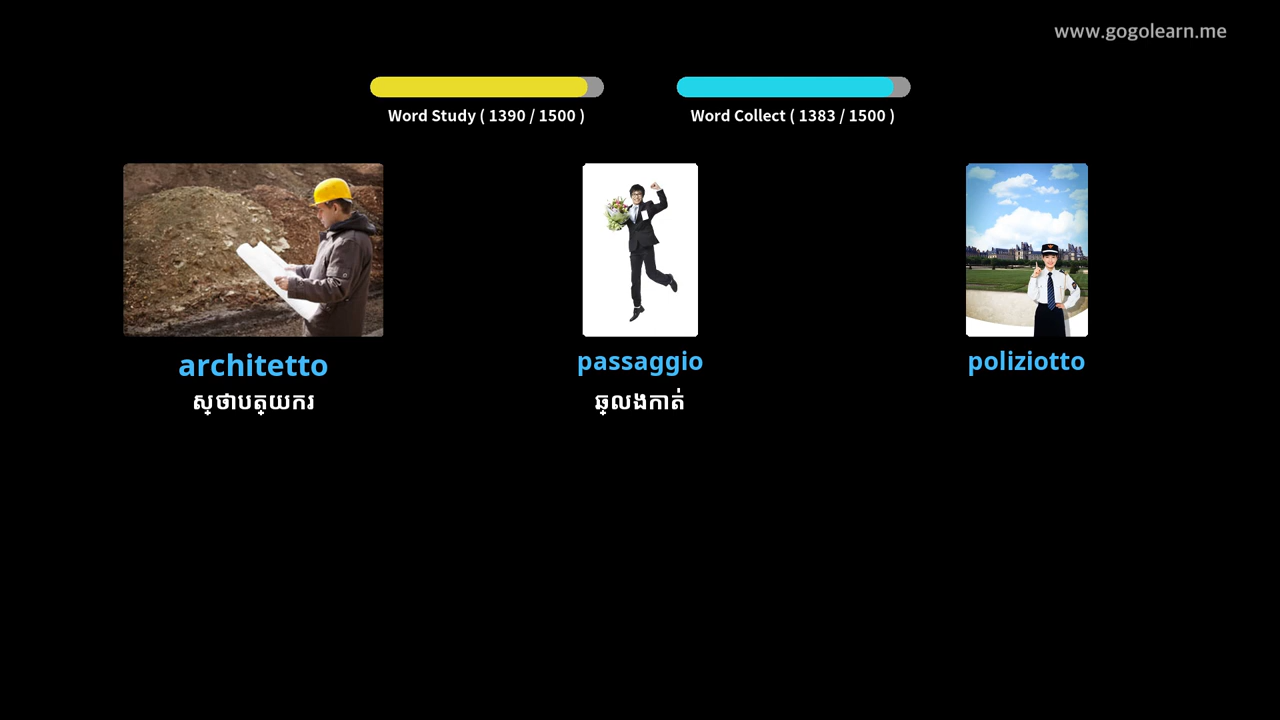 www.gogolearn.me
Word Study ( 1390 / 1500 )
Word Collect ( 1383 / 1500 )
architetto
passaggio
poliziotto
ស្ថាបត្យករ
ឆ្លងកាត់